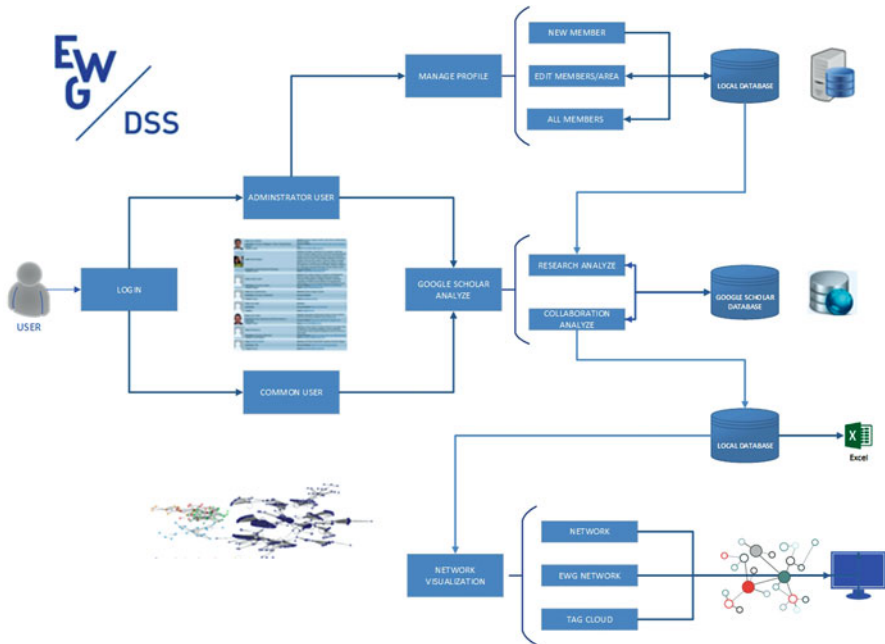 EWG
DSS
NEW MEMBER
MANAGE PROFILE
EDIT MEMBERS/AREA
LOCAL DATABASE
ALL MEMBERS
ADMINSTRATOR USER
LOGIN
USER
GOOGLE SCHOLAR
ANALYZE
RESEARCH ANALYZE
COLLABORATION
ANALYZE
GOOGLE SCHOLAR
DATABASE
COMMON USER
LOCAL DATABASE
X
Excel
NETWORK
VISUALIZATION
NETWORK
EWG NETWORK
TAG CLOUD